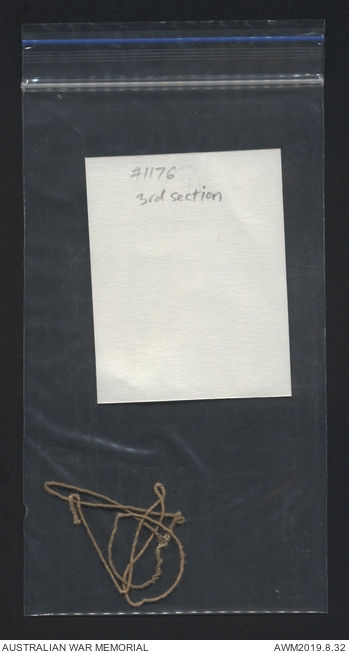 #1176
3rd section
AUSTRALIAN WAR MEMORIAL
AWM2019.8.32